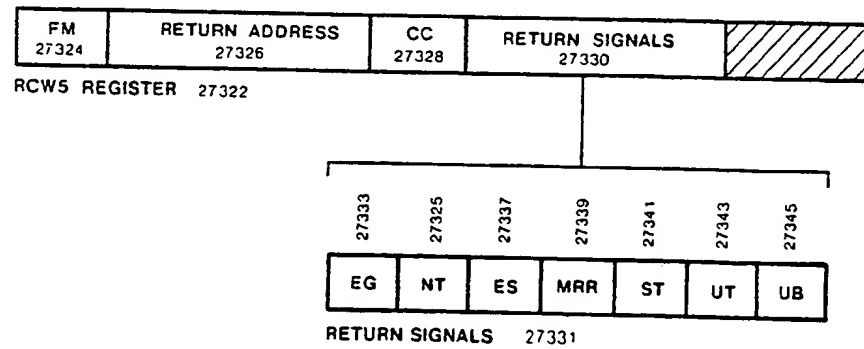 FM RETURN ADDRESS CC RETURN SIGNALS
27324 27326 27328 27330
RCWS REGISTER 27322
27333 27325 27337 27339 27341 27343 27345
EG NT ES MRR ST UT UB
RETURN SIGNALS 27331